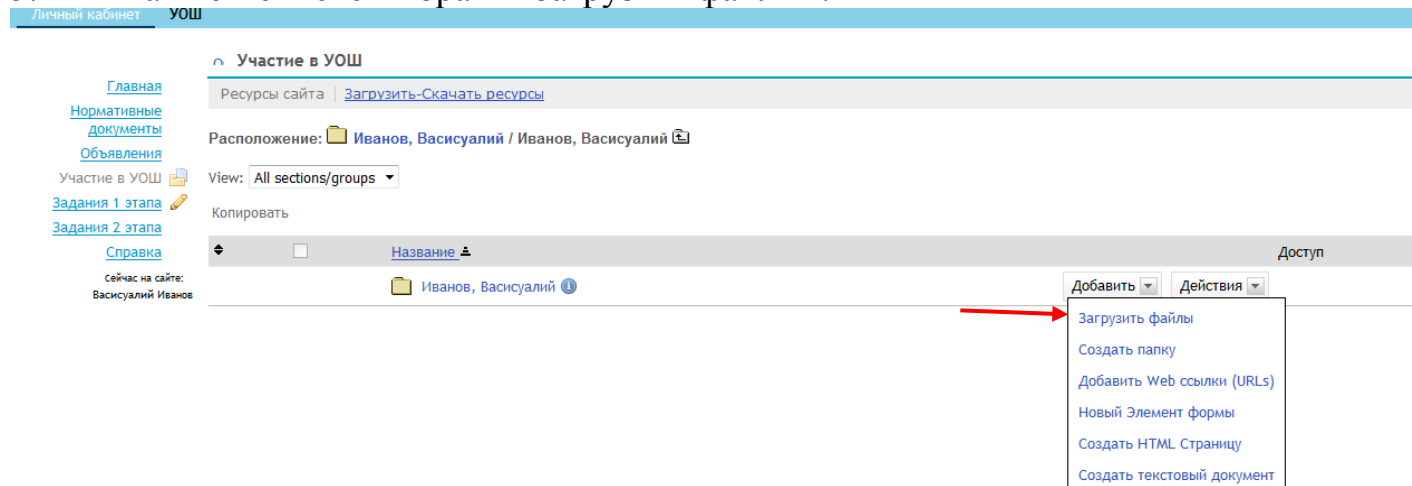 Личный кабинет УОШ
Участие в УОШ
Главная
Нормативные
документы
Объявления
Участие в УОШ
Задания 1 этапа
Задания 2 этапа
Справка
Сейчас на сайте:
Васисуалий Иванов
Ресурсы сайта | Загрузить-Скачать ресурсы
Расположение: Иванов, Васисуалий / Иванов, Васисуалий
View: All sections/groups
Копировать
Название Доступ
Иванов, Васисуалий Добавить Действия
Загрузить файлы
Создать папку
Добавить Web ссылки (URLs)
Новый Элемент формы
Создать HTML Страницу
Создать текстовый документ